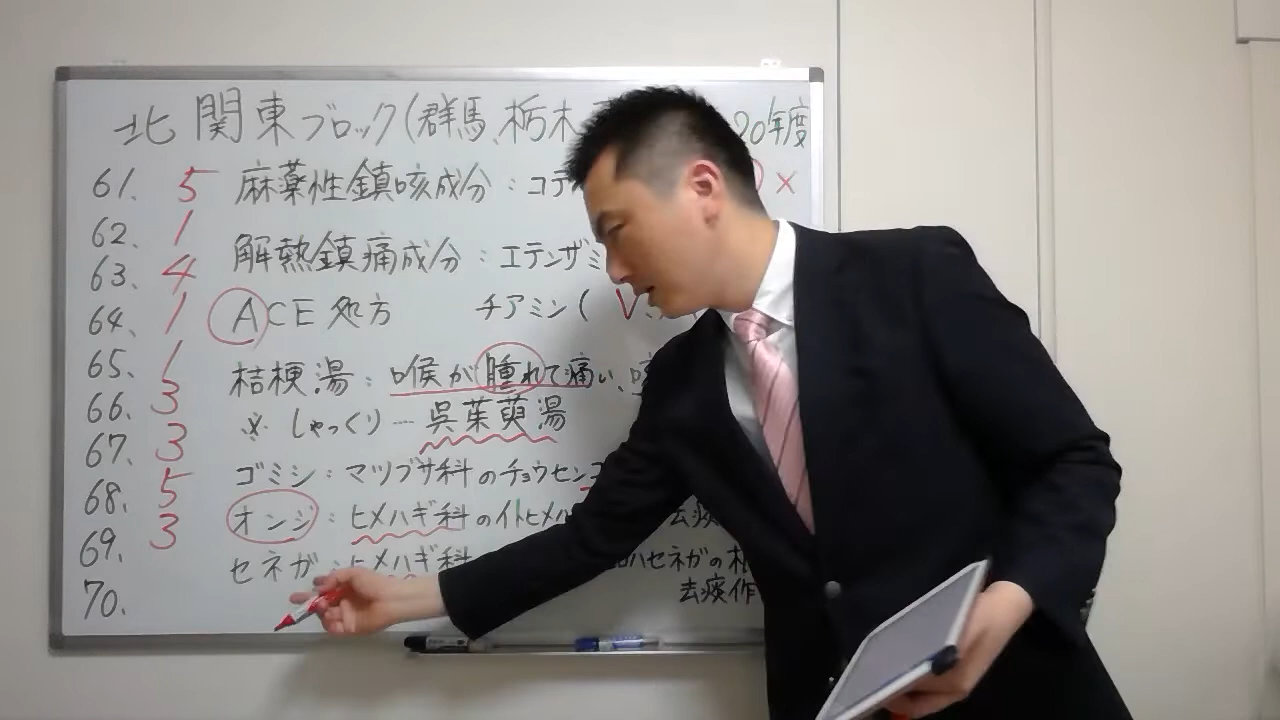 北関東ブロック(群馬、栃木 20年度
61. 5 麻薬性鎮咳成分:コデ ×
62. 1
解熱鎮痛成分:エテンザミ
63. 4
64. 1 ACE処方 チアミン( V
65. 1 桔梗湯:喉が腫れて痛い、
66. 3 ※しゃっくり…呉茱萸湯
67. 3
ゴミシ:マツブサ科のチョウセン
68. 5
オンジ:ヒメハギ科のイトヒメハ 去痰
69. 3
セネガ:ヒメハギ科 ロハセネガの根
70. 去痰作